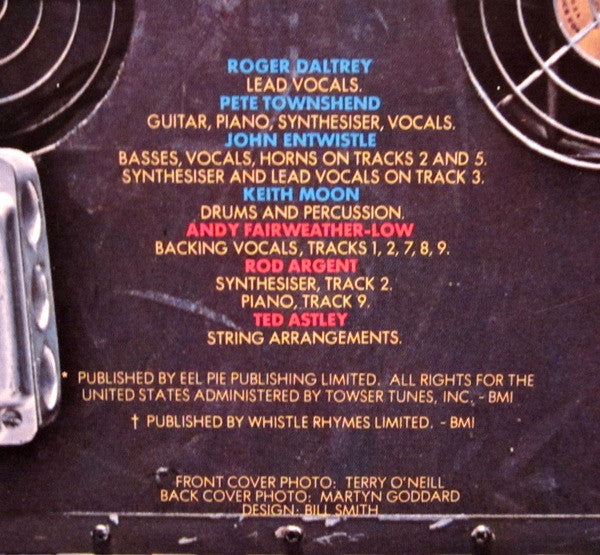 ROGER DALTREY
LEAD VOCALS.
PETE TOWNSHEND
GUITAR, PIANO, SYNTHESISER, VOCALS.
JOHN ENTWISTLE
BASSES, VOCALS, HORNS ON TRACKS 2 AND 5.
SYNTHESISER AND LEAD VOCALS ON TRACK 3.
KEITH MOON
DRUMS AND PERCUSSION.
ANDY FAIRWEATHER-LOW
BACKING VOCALS, TRACKS 1, 2, 7, 8, 9.
ROD ARGENT
SYNTHESISER, TRACK 2.
PIANO, TRACK 9.
TED ASTLEY
STRING ARRANGEMENTS.
* PUBLISHED BY EEL PIE PUBLISHING LIMITED. ALL RIGHTS FOR THE
UNITED STATES ADMINISTERED BY TOWSER TUNES, INC. - BMI
† PUBLISHED BY WHISTLE RHYMES LIMITED. - BMI
FRONT COVER PHOTO: TERRY O'NEILL
BACK COVER PHOTO: MARTYN GODDARD
DESIGN: BILL SMITH